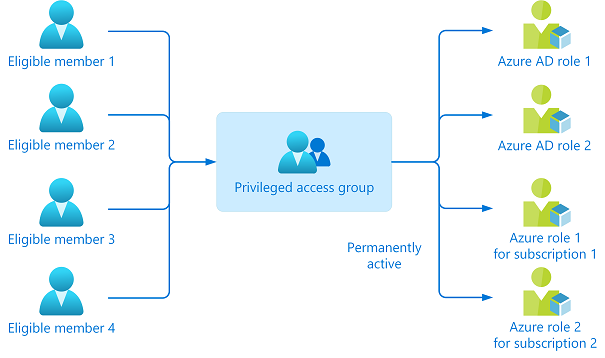 Eligible member 1
Eligible member 2
Eligible member 3
Eligible member 4
Privileged access group
Permanently
active
Azure AD role 1
Azure AD role 2
Azure role 1
for subscription 1
Azure role 2
for subscription 2